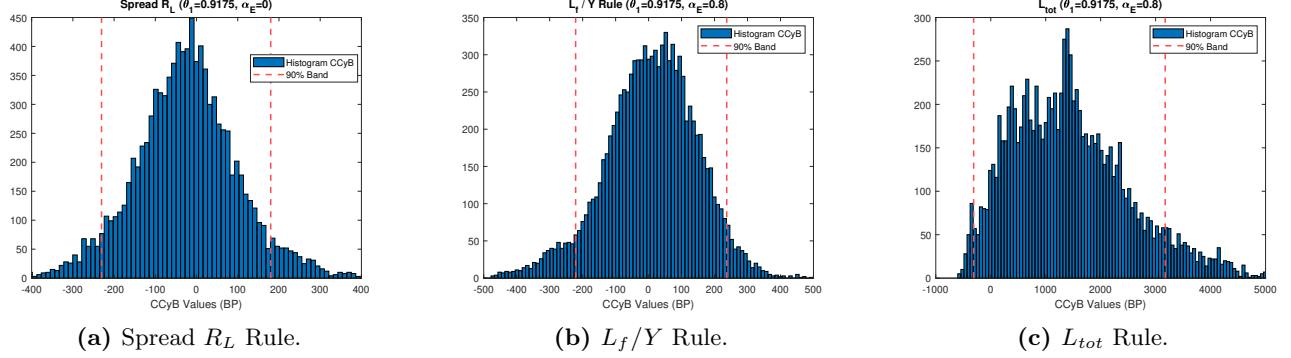 Spread R_L (θ_1=0.9175, α_E=0)
450
400
350
300
250
200
150
100
50
0
-400 -300 -200 -100 0 100 200 300 400
CCyB Values (BP)
Histogram CCyB
90% Band
(a) Spread R_L Rule.
L_f / Y Rule (θ_1=0.9175, α_E=0.8)
350
300
250
200
150
100
50
0
-500 -400 -300 -200 -100 0 100 200 300 400 500
CCyB Values (BP)
Histogram CCyB
90% Band
(b) L_f/Y Rule.
L_tot (θ_1=0.9175, α_E=0.8)
300
250
200
150
100
50
0
-1000 0 1000 2000 3000 4000 5000
CCyB Values (BP)
Histogram CCyB
90% Band
(c) L_tot Rule.